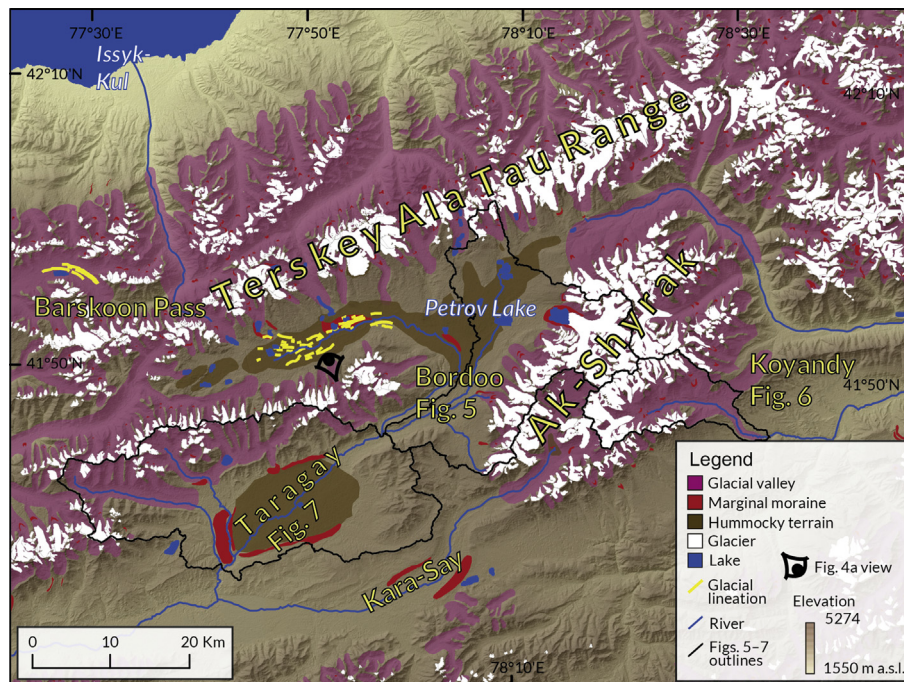 77°30'E
77°50'E
78°10'E
78°30'E
Issyk-
Kul
42°10'N
42°10'N
Terskey Ala Tau Range
Barskoon Pass
Petrov Lake
Ak-Shyrak
41°50'N
Bordoo
Fig. 5
Koyandy
Fig. 6
41°50'N
Taragay
Fig. 7
Kara-Say
78°10'E
0 10 20 Km
Legend
Glacial valley
Marginal moraine
Hummocky terrain
Glacier
Lake
Fig. 4a view
Glacial
lineation
River
Figs. 5–7
outlines
Elevation
5274
1550 m a.s.l.